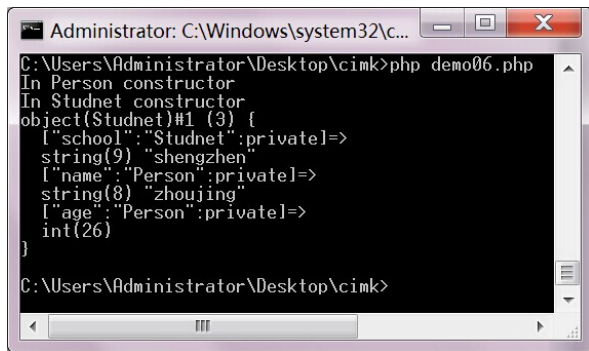 Administrator: C:\Windows\system32\c...
C:\Users\Administrator\Desktop\cimk>php demo06.php
In Person constructor
In Studnet constructor
object(Studnet)#1 (3) {
  ["school":"Studnet":private]=>
  string(9) "shengzhen"
  ["name":"Person":private]=>
  string(8) "zhoujing"
  ["age":"Person":private]=>
  int(26)
}
C:\Users\Administrator\Desktop\cimk>